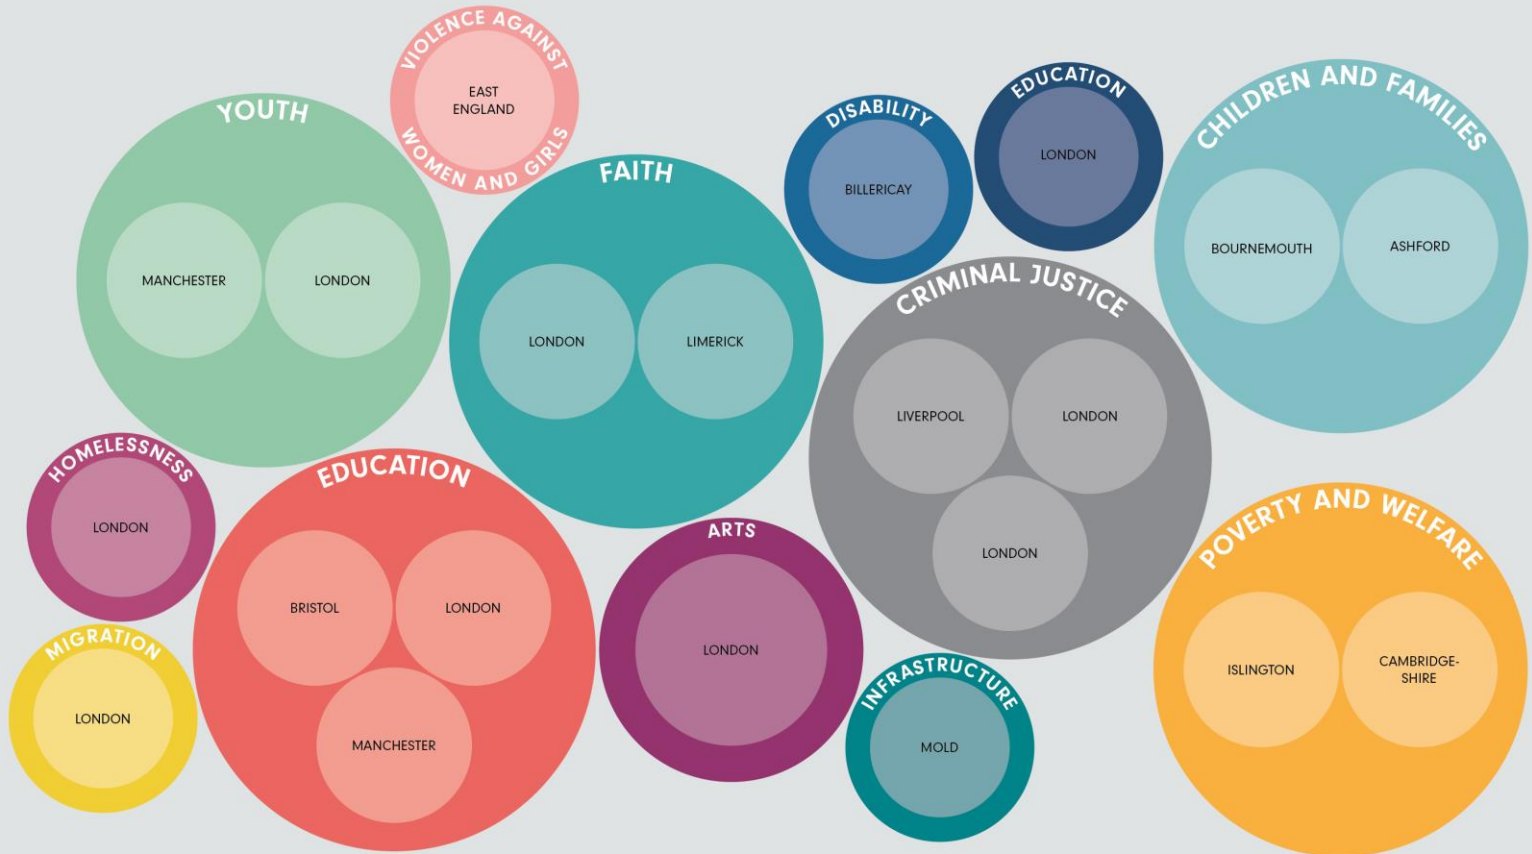 VIOLENCE AGAINST
EAST
ENGLAND
WOMEN AND GIRLS
YOUTH
MANCHESTER
LONDON
FAITH
LONDON
LIMERICK
DISABILITY
BILLERICAY
EDUCATION
LONDON
CHILDREN AND FAMILIES
BOURNEMOUTH
ASHFORD
CRIMINAL JUSTICE
LIVERPOOL
LONDON
LONDON
HOMELESSNESS
LONDON
EDUCATION
BRISTOL
LONDON
MANCHESTER
ARTS
LONDON
POVERTY AND WELFARE
ISLINGTON
CAMBRIDGE-
SHIRE
MIGRATION
LONDON
INFRASTRUCTURE
MOLD